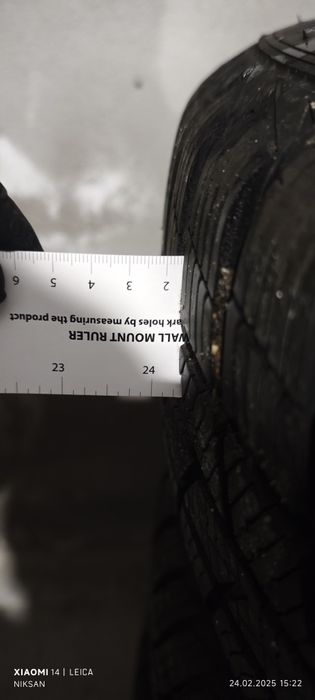 6 5 4 3 2
ark holes by measuring the product
WALL MOUNT RULER
23 24
XIAOMI 14 | LEICA
NIKSAN
24.02.2025 15:22